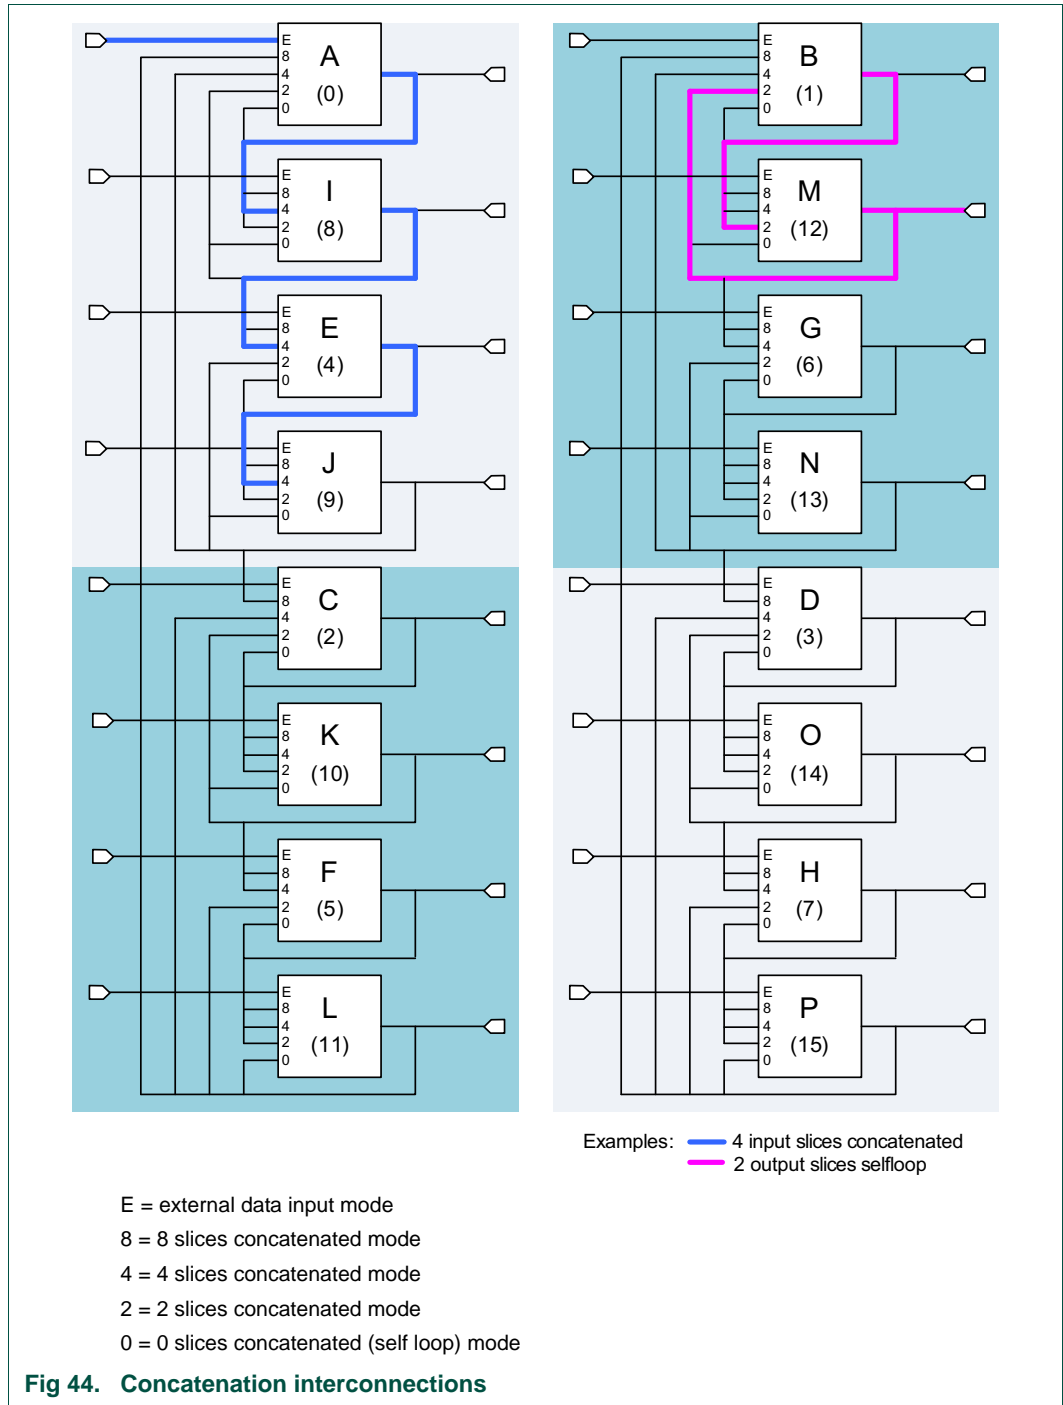 E
8
4
2
0
A
(0)
E
8
4
2
0
I
(8)
E
8
4
2
0
E
(4)
E
8
4
2
0
J
(9)
E
8
4
2
0
C
(2)
E
8
4
2
0
K
(10)
E
8
4
2
0
F
(5)
E
8
4
2
0
L
(11)
E
8
4
2
0
B
(1)
E
8
4
2
0
M
(12)
E
8
4
2
0
G
(6)
E
8
4
2
0
N
(13)
E
8
4
2
0
D
(3)
E
8
4
2
0
O
(14)
E
8
4
2
0
H
(7)
E
8
4
2
0
P
(15)
Examples: 4 input slices concatenated
2 output slices selfloop
E = external data input mode
8 = 8 slices concatenated mode
4 = 4 slices concatenated mode
2 = 2 slices concatenated mode
0 = 0 slices concatenated (self loop) mode
Fig 44. Concatenation interconnections